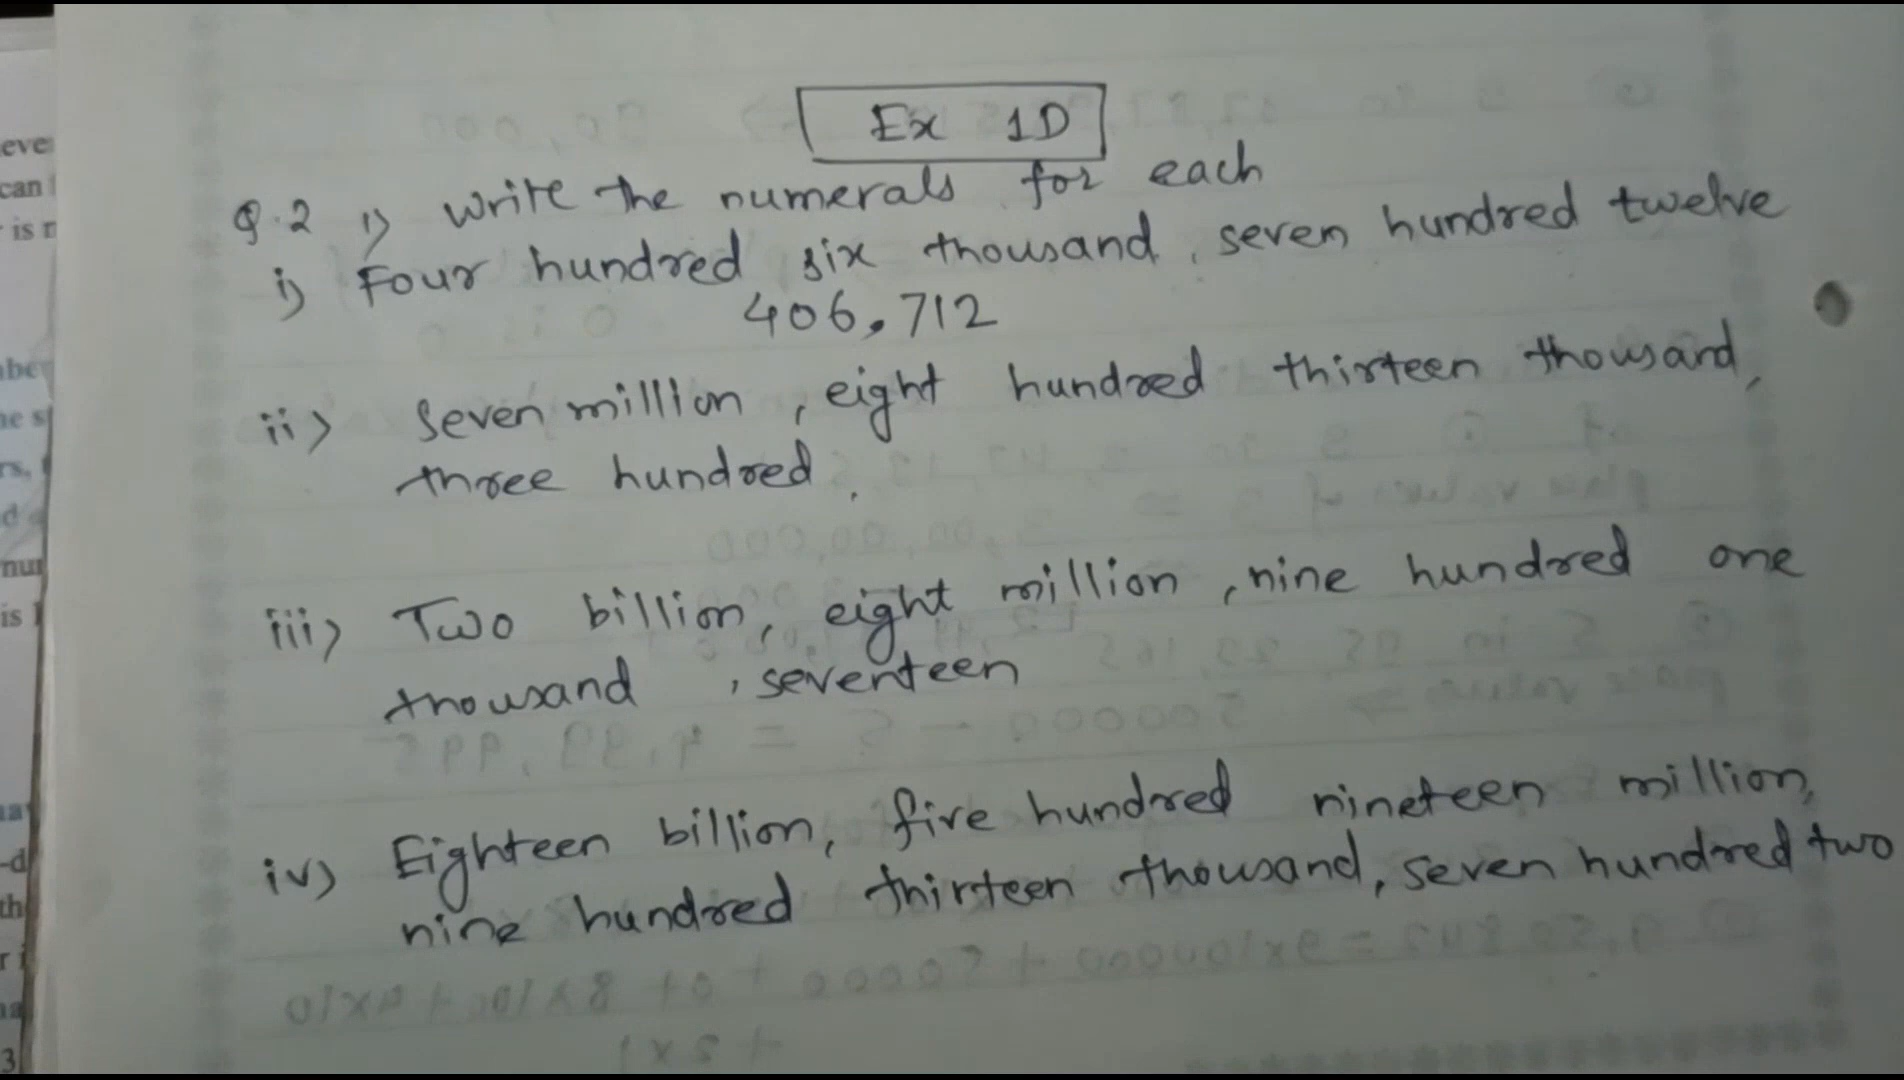 Ex 1D
Q.2 1) Write the numerals for each
i) Four hundred six thousand, seven hundred twelve
406,712
ii) Seven million, eight hundred thirteen thousand,
three hundred.
iii) Two billion, eight million, nine hundred one
thousand, seventeen
iv) Eighteen billion, five hundred nineteen million,
nine hundred thirteen thousand, seven hundred two